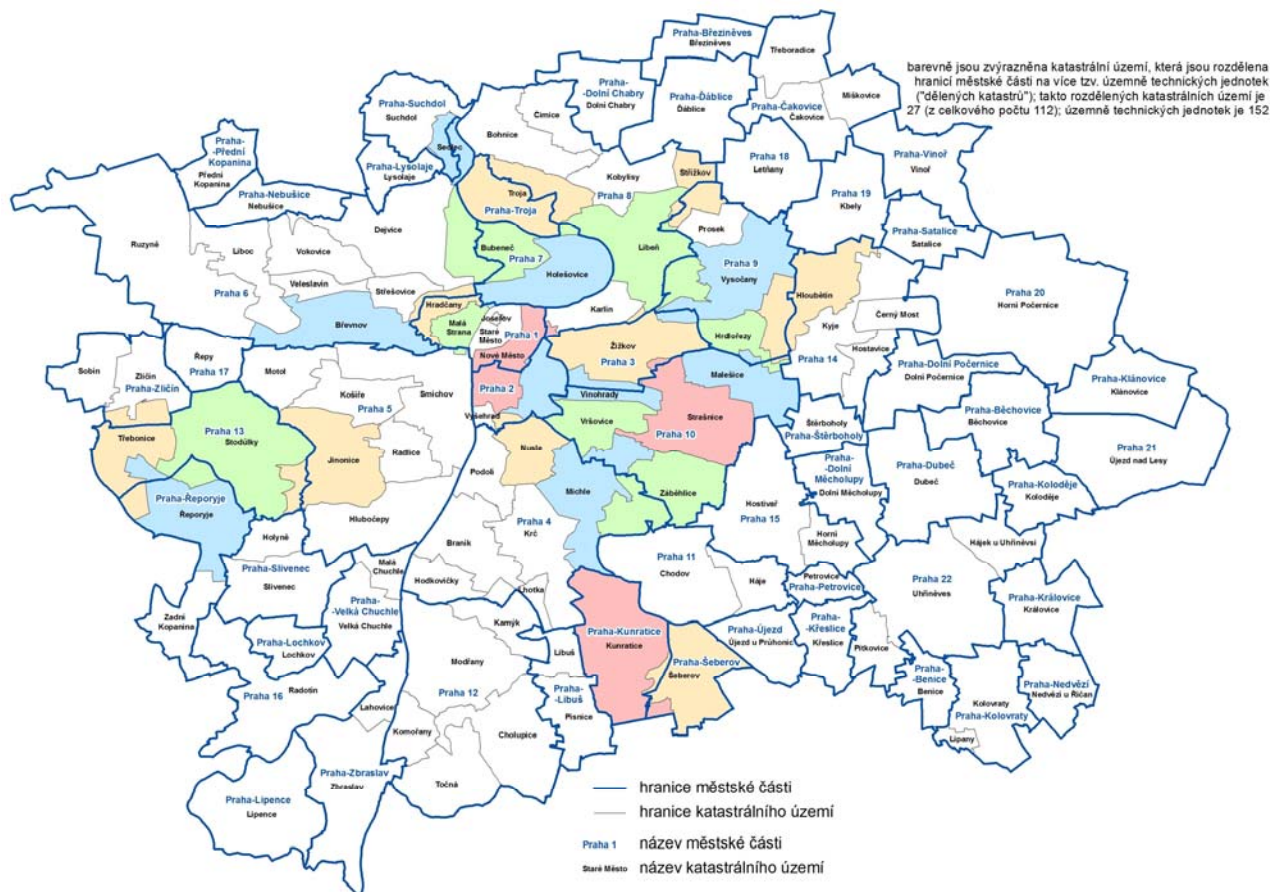 Praha-Březiněves
Březiněves
Třeboradice
barevně jsou zvýrazněna katastrální území, která jsou rozdělena
hranicí městské části na více tzv. územně technických jednotek
("dělených katastrů"); takto rozdělených katastrálních území je
27 (z celkového počtu 112); územně technických jednotek je 152
Praha-
-Dolní Chabry
Dolní Chabry
Praha-Ďáblice
Ďáblice
Praha-Čakovice
Čakovice
Miškovice
Praha-Suchdol
Suchdol
Sedlec
Bohnice
Čimice
Praha-
-Přední
Kopanina
Přední
Kopanina
Praha-Lysolaje
Lysolaje
Praha-Nebušice
Nebušice
Kobylisy
Střížkov
Praha 18
Letňany
Praha-Vinoř
Vinoř
Troja
Praha-Troja
Praha 8
Praha 19
Kbely
Praha-Satalice
Satalice
Ruzyně
Liboc
Vokovice
Dejvice
Bubeneč
Praha 7
Holešovice
Libeň
Prosek
Praha 9
Vysočany
Hloubětín
Praha 20
Horní Počernice
Veleslavín
Střešovice
Praha 6
Břevnov
Hradčany
Malá
Strana
Josefov
Staré
Město
Praha 1
Nové Město
Karlín
Hrdlořezy
Kyje
Černý Most
Hostavice
Praha 14
Žižkov
Praha 3
Malešice
Praha-Dolní Počernice
Dolní Počernice
Praha-Klánovice
Klánovice
Sobín
Zličín
Praha-Zličín
Řepy
Praha 17
Motol
Košíře
Praha 5
Smíchov
Praha 2
Vyšehrad
Vinohrady
Vršovice
Strašnice
Praha 10
Štěrboholy
Praha-Štěrboholy
Praha-Běchovice
Běchovice
Praha 21
Újezd nad Lesy
Třebonice
Praha 13
Stodůlky
Jinonice
Radlice
Podolí
Nusle
Michle
Záběhlice
Praha-
-Dolní
Měcholupy
Dolní Měcholupy
Praha-Dubeč
Dubeč
Praha-Koloděje
Koloděje
Praha-Řeporyje
Řeporyje
Hlubočepy
Hostivař
Praha 15
Horní
Měcholupy
Hájek u Uhříněvsi
Holyně
Praha 4
Krč
Braník
Praha 11
Chodov
Háje
Petrovice
Praha-Petrovice
Praha 22
Uhříněves
Praha-Královice
Královice
Praha-Slivenec
Slivenec
Malá
Chuchle
Hodkovičky
Lhotka
Zadní
Kopanina
Praha-
-Velká Chuchle
Velká Chuchle
Kamýk
Praha-Kunratice
Kunratice
Praha-Újezd
Újezd u Průhonic
Praha-
-Křeslice
Křeslice
Pitkovice
Praha-Lochkov
Lochkov
Libuš
Praha-Šeberov
Šeberov
Modřany
Praha 12
Praha-
-Libuš
Písnice
Praha-
-Benice
Benice
Praha-Nedvězí
Nedvězí u Říčan
Praha 16
Radotín
Lahovice
Komořany
Cholupice
Kolovraty
Praha-Kolovraty
Lipany
Točná
Praha-Zbraslav
Zbraslav
Praha-Lipence
Lipence
hranice městské části
hranice katastrálního území
Praha 1 název městské části
Staré Město název katastrálního území